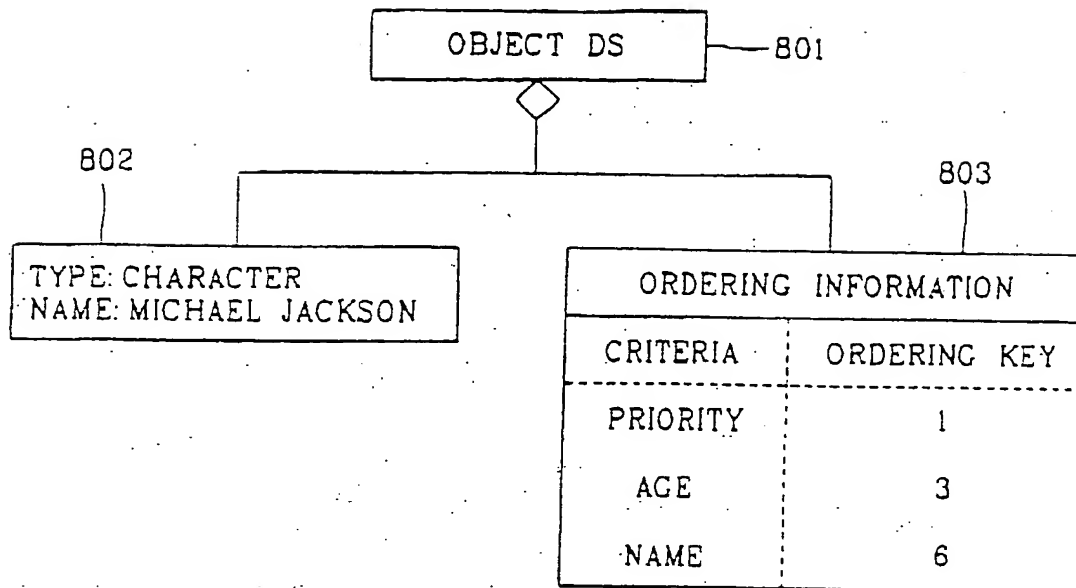 OBJECT DS
801
802
803
TYPE: CHARACTER
NAME: MICHAEL JACKSON
ORDERING INFORMATION
CRITERIA ORDERING KEY
PRIORITY 1
AGE 3
NAME 6